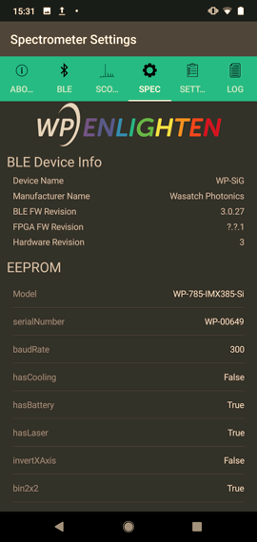 15:31
Spectrometer Settings
ABO... BLE SCO... SPEC SETT... LOG
WP ENLIGHTEN
BLE Device Info
Device Name WP-SiG
Manufacturer Name Wasatch Photonics
BLE FW Revision 3.0.27
FPGA FW Revision ?.?.1
Hardware Revision 3
EEPROM
Model WP-785-IMX385-Si
serialNumber WP-00649
baudRate 300
hasCooling False
hasBattery True
hasLaser True
invertXAxis False
bin2x2 True